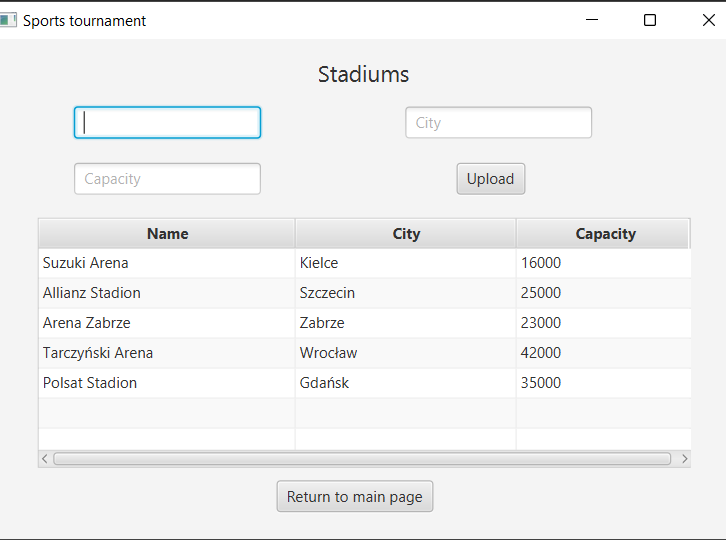 Sports tournament
Stadiums
City
Capacity
Upload
Name City Capacity
Suzuki Arena Kielce 16000
Allianz Stadion Szczecin 25000
Arena Zabrze Zabrze 23000
Tarczyński Arena Wrocław 42000
Polsat Stadion Gdańsk 35000
Return to main page